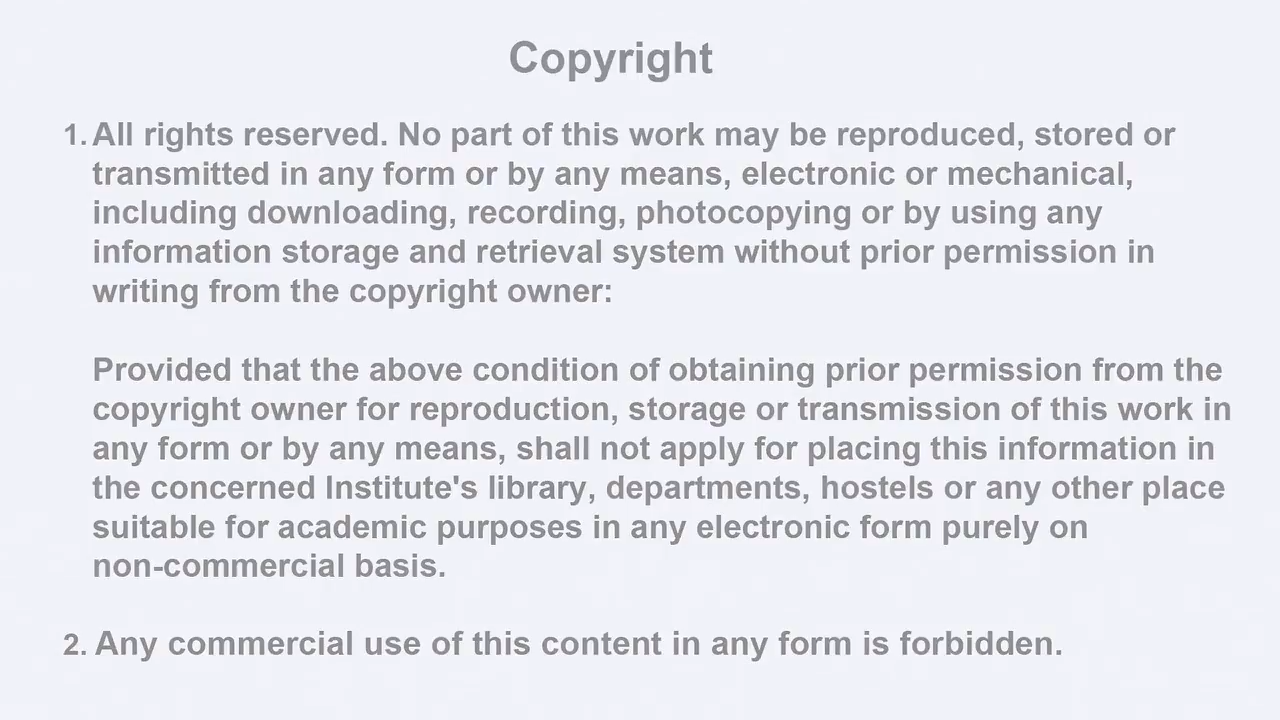 Copyright
1. All rights reserved. No part of this work may be reproduced, stored or
transmitted in any form or by any means, electronic or mechanical,
including downloading, recording, photocopying or by using any
information storage and retrieval system without prior permission in
writing from the copyright owner:
Provided that the above condition of obtaining prior permission from the
copyright owner for reproduction, storage or transmission of this work in
any form or by any means, shall not apply for placing this information in
the concerned Institute's library, departments, hostels or any other place
suitable for academic purposes in any electronic form purely on
non-commercial basis.
2. Any commercial use of this content in any form is forbidden.